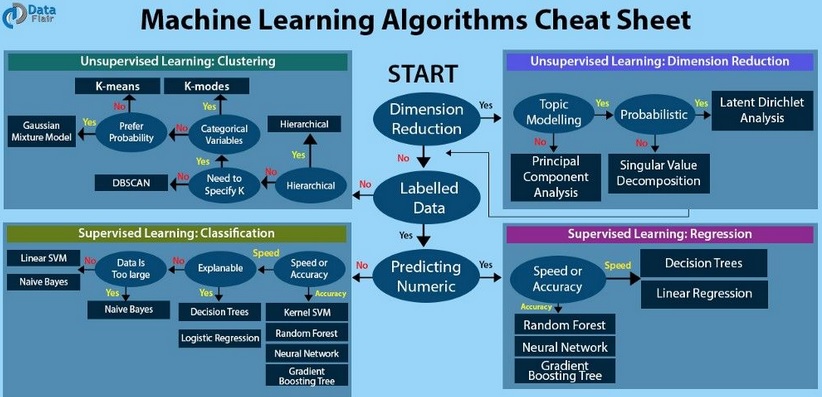 Data
Flair
Machine Learning Algorithms Cheat Sheet
Unsupervised Learning: Clustering
K-means
K-modes
No
Yes
Gaussian
Mixture Model
Yes
Prefer
Probability
No
Categorical
Variables
Hierarchical
Yes
Yes
DBSCAN
No
Need to
Specify K
No
Hierarchical
No
START
Dimension
Reduction
Yes
No
Labelled
Data
Yes
Predicting
Numeric
No
Yes
Unsupervised Learning: Dimension Reduction
Topic
Modelling
Yes
Probabilistic
Yes
Latent Dirichlet
Analysis
No
No
Principal
Component
Analysis
Singular Value
Decomposition
Supervised Learning: Classification
Linear SVM
Naive Bayes
No
Data Is
Too large
No
Explanable
Speed
Speed or
Accuracy
Yes
Yes
Accuracy
Naive Bayes
Decision Trees
Logistic Regression
Kernel SVM
Random Forest
Neural Network
Gradient
Boosting Tree
Supervised Learning: Regression
Speed or
Accuracy
Speed
Decision Trees
Linear Regression
Accuracy
Random Forest
Neural Network
Gradient
Boosting Tree